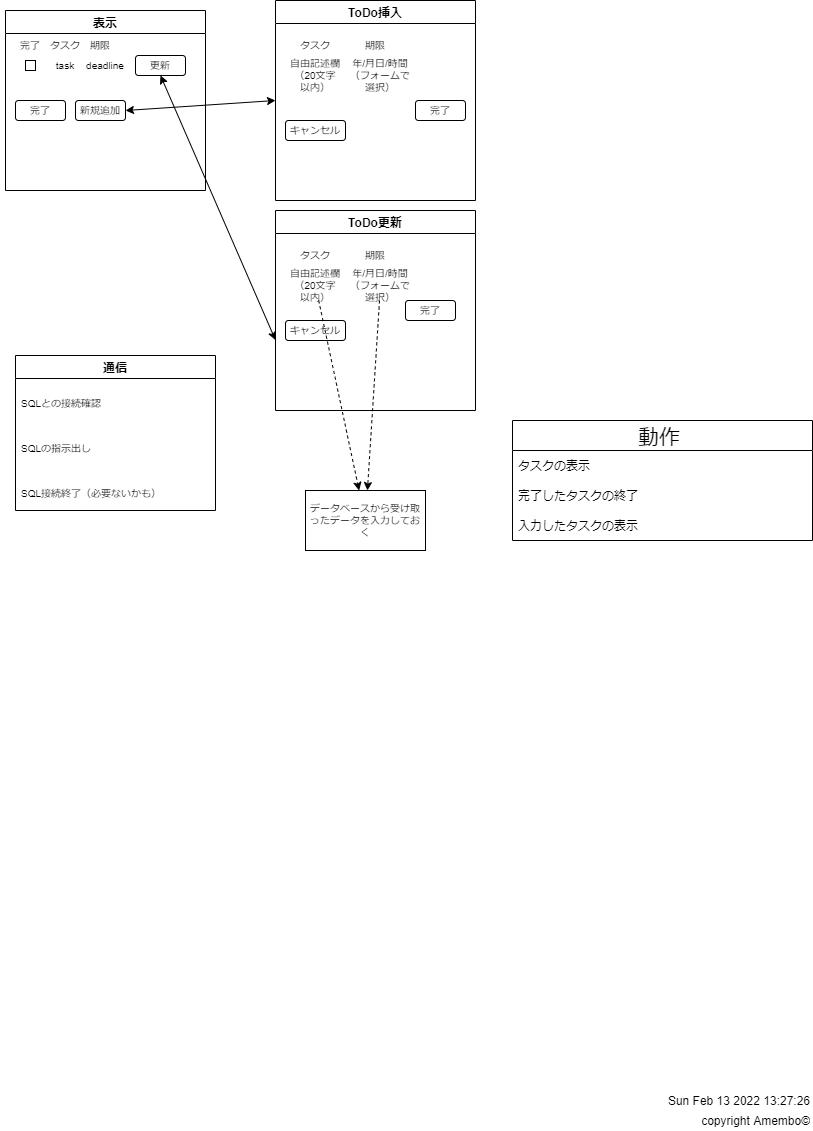 表示
完了 タスク 期限
task deadline 更新
完了 新規追加
ToDo挿入
タスク 期限
自由記述欄
（20文字
以内）
年/月日/時間
（フォームで
選択）
完了
キャンセル
ToDo更新
タスク 期限
自由記述欄
（20文字
以内）
年/月日/時間
（フォームで
選択）
完了
キャンセル
通信
SQLとの接続確認
SQLの指示出し
SQL接続終了（必要ないかも）
データベースから受け取
ったデータを入力してお
く
動作
タスクの表示
完了したタスクの終了
入力したタスクの表示
Sun Feb 13 2022 13:27:26
copyright Amembo©